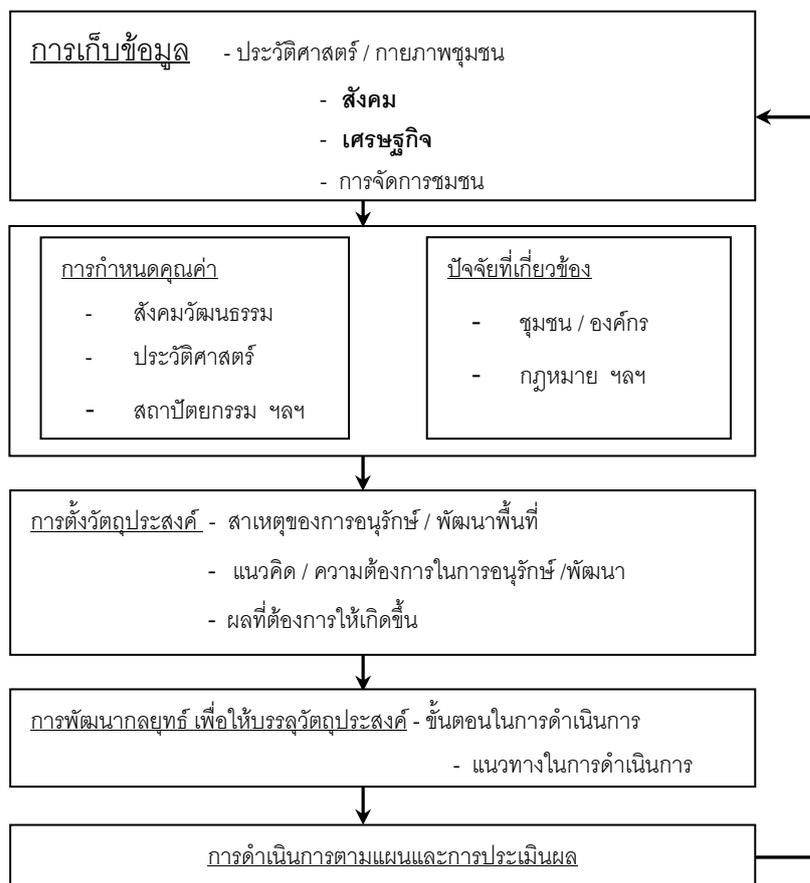 การเก็บข้อมูล - ประวัติศาสตร์ / กายภาพชุมชน
- สังคม
- เศรษฐกิจ
- การจัดการชุมชน
การกำหนดคุณค่า
- สังคมวัฒนธรรม
- ประวัติศาสตร์
- สถาปัตยกรรม ฯลฯ
ปัจจัยที่เกี่ยวข้อง
- ชุมชน / องค์กร
- กฎหมาย ฯลฯ
การตั้งวัตถุประสงค์ - สาเหตุของการอนุรักษ์ / พัฒนาพื้นที่
- แนวคิด / ความต้องการในการอนุรักษ์ /พัฒนา
- ผลที่ต้องการให้เกิดขึ้น
การพัฒนากลยุทธ์ เพื่อให้บรรลุวัตถุประสงค์ - ขั้นตอนในการดำเนินการ
- แนวทางในการดำเนินการ
การดำเนินการตามแผนและการประเมินผล